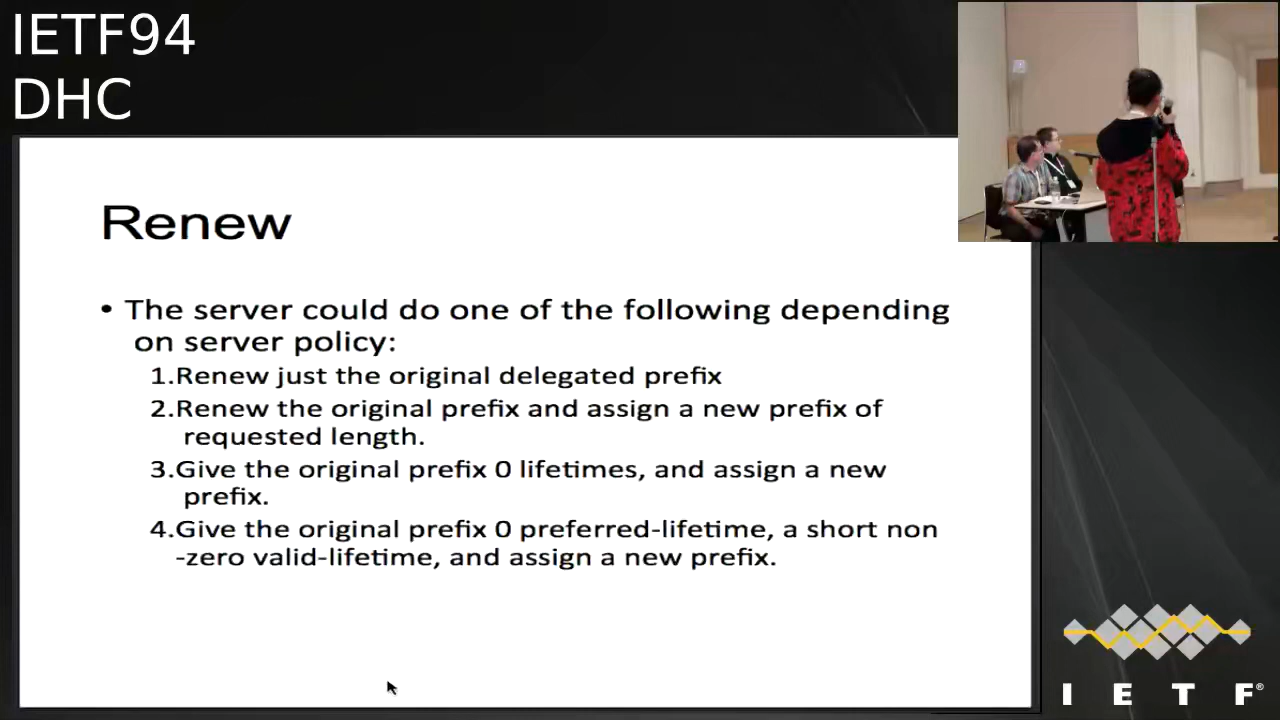 IETF94
DHC
Renew
• The server could do one of the following depending
on server policy:
1.Renew just the original delegated prefix
2.Renew the original prefix and assign a new prefix of
requested length.
3.Give the original prefix 0 lifetimes, and assign a new
prefix.
4.Give the original prefix 0 preferred-lifetime, a short non
-zero valid-lifetime, and assign a new prefix.
I E T F®